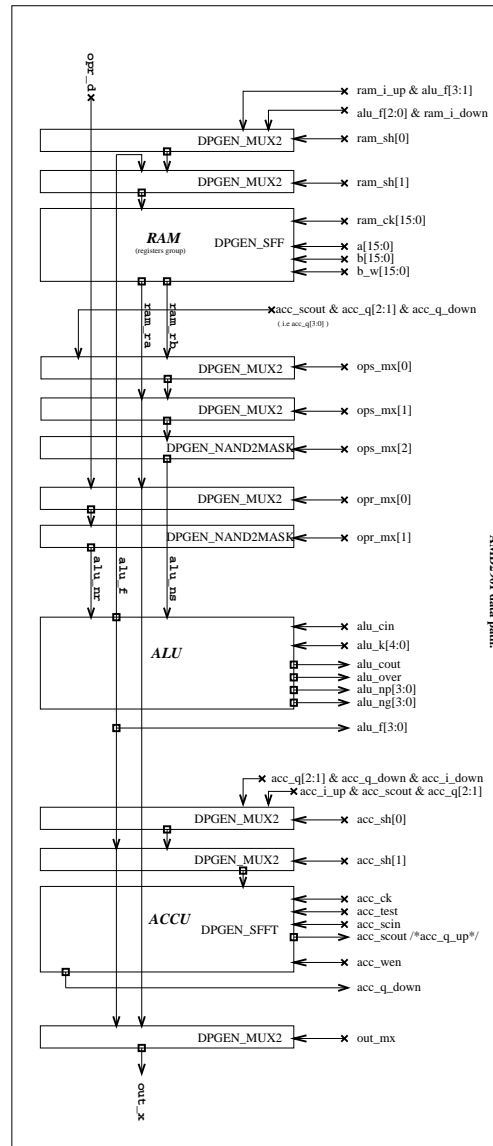 opr_d
ram_i_up & alu_f[3:1]
alu_f[2:0] & ram_i_down
DPGEN_MUX2
ram_sh[0]
DPGEN_MUX2
ram_sh[1]
RAM
(registers group)
DPGEN_SFF
ram_ck[15:0]
a[15:0]
b[15:0]
b_w[15:0]
ram_ra
ram_rb
acc_scout & acc_q[2:1] & acc_q_down
( i.e acc_q[3:0] )
DPGEN_MUX2
ops_mx[0]
DPGEN_MUX2
ops_mx[1]
DPGEN_NAND2MASK
ops_mx[2]
DPGEN_MUX2
opr_mx[0]
DPGEN_NAND2MASK
opr_mx[1]
alu_nr
alu_f
alu_ns
ALU
alu_cin
alu_k[4:0]
alu_cout
alu_over
alu_np[3:0]
alu_ng[3:0]
alu_f[3:0]
acc_q[2:1] & acc_q_down & acc_i_down
acc_i_up & acc_scout & acc_q[2:1]
DPGEN_MUX2
acc_sh[0]
DPGEN_MUX2
acc_sh[1]
ACCU
DPGEN_SFFT
acc_ck
acc_test
acc_scin
acc_scout /*acc_q_up*/
acc_wen
acc_q_down
DPGEN_MUX2
out_mx
out_x